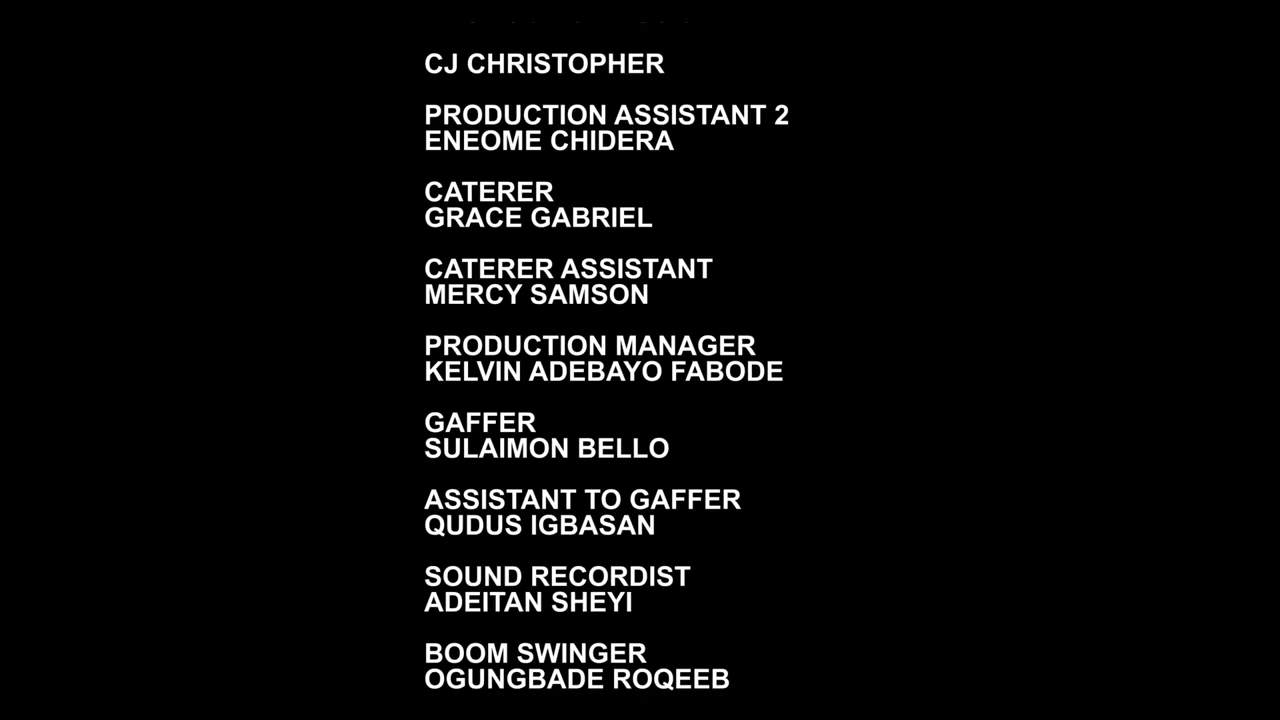 CJ CHRISTOPHER
PRODUCTION ASSISTANT 2
ENEOME CHIDERA
CATERER
GRACE GABRIEL
CATERER ASSISTANT
MERCY SAMSON
PRODUCTION MANAGER
KELVIN ADEBAYO FABODE
GAFFER
SULAIMON BELLO
ASSISTANT TO GAFFER
QUDUS IGBASAN
SOUND RECORDIST
ADEITAN SHEYI
BOOM SWINGER
OGUNGBADE ROQEEB